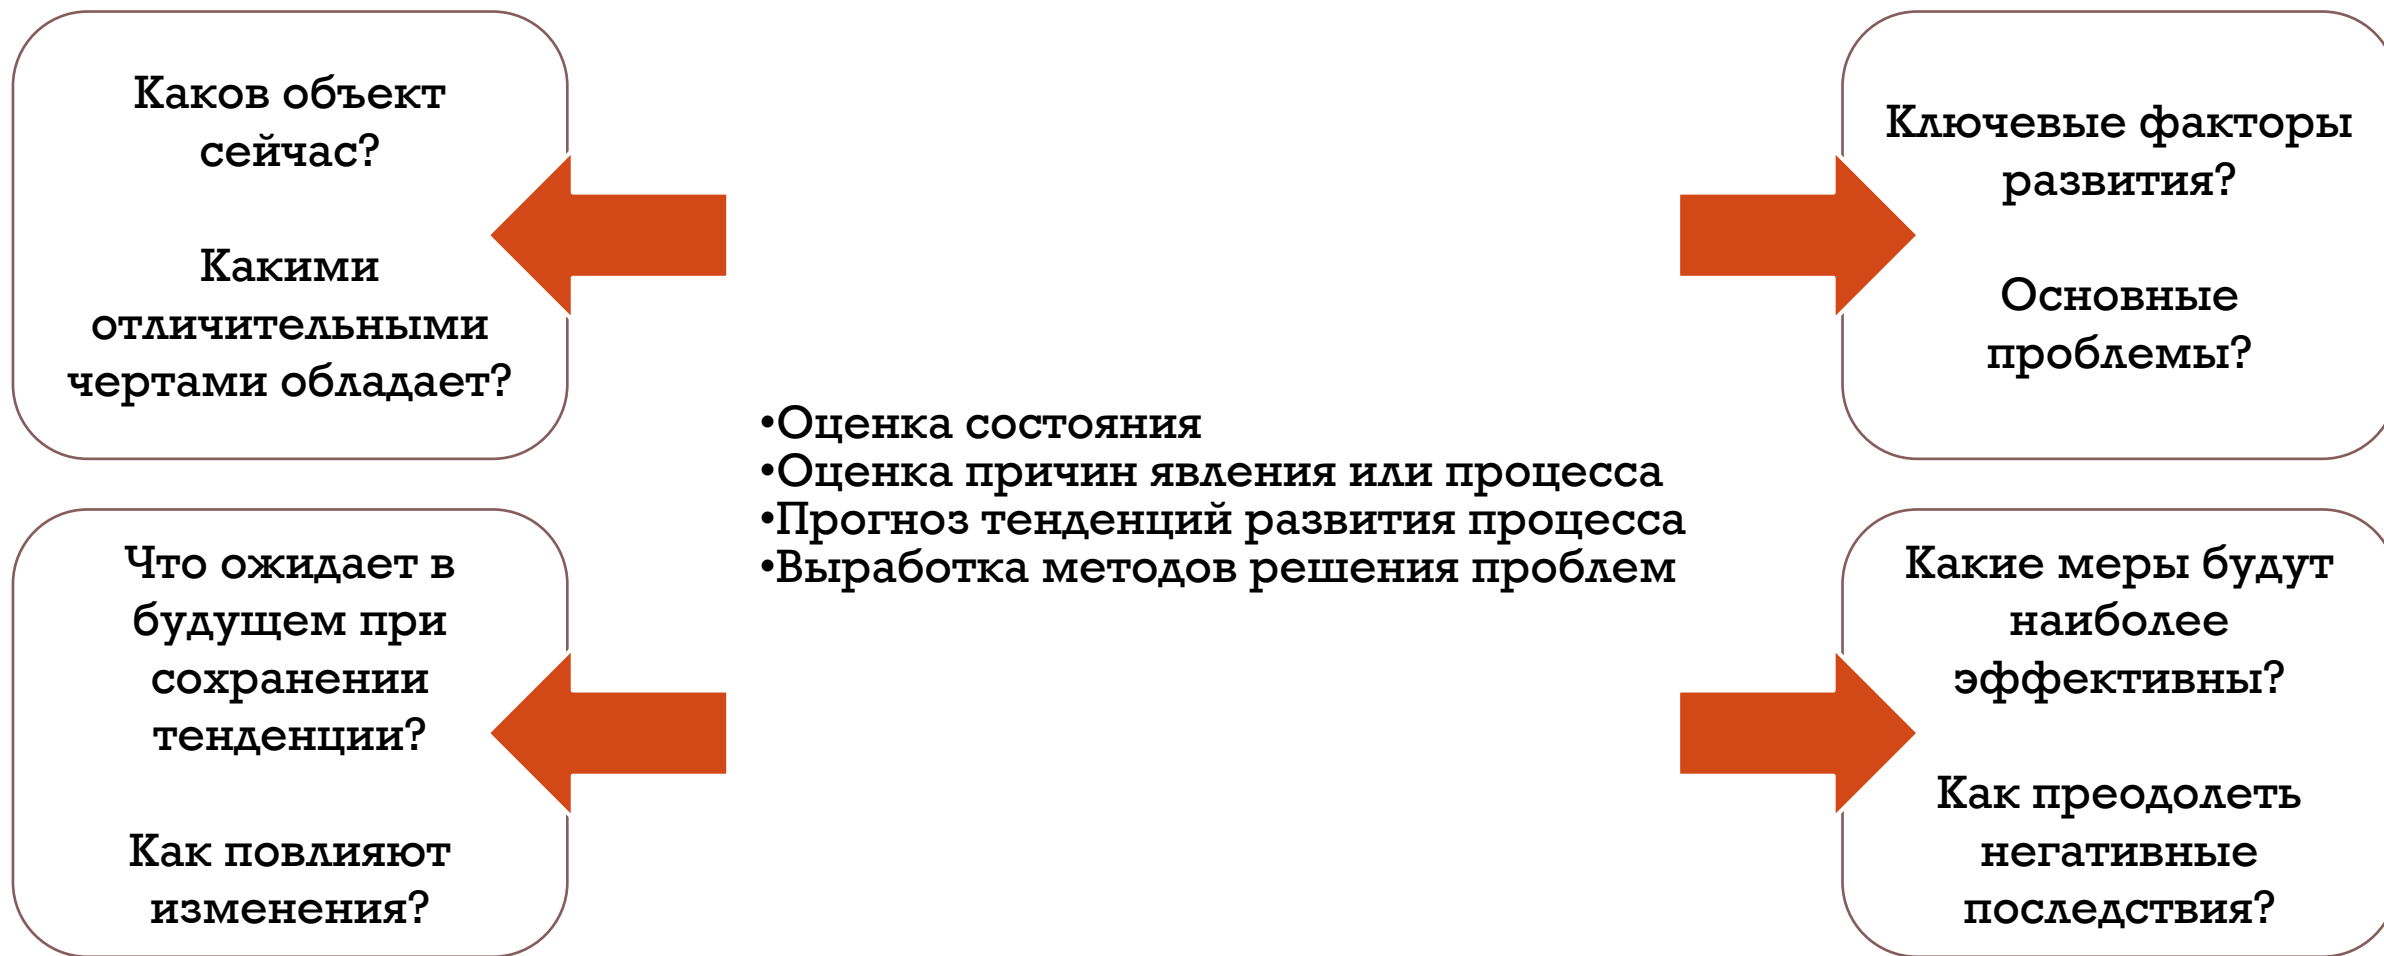 Каков объект
сейчас?
Какими
отличительными
чертами обладает?
Ключевые факторы
развития?
Основные
проблемы?
•Оценка состояния
•Оценка причин явления или процесса
•Прогноз тенденций развития процесса
•Выработка методов решения проблем
Что ожидает в
будущем при
сохранении
тенденции?
Как повлияют
изменения?
Какие меры будут
наиболее
эффективны?
Как преодолеть
негативные
последствия?